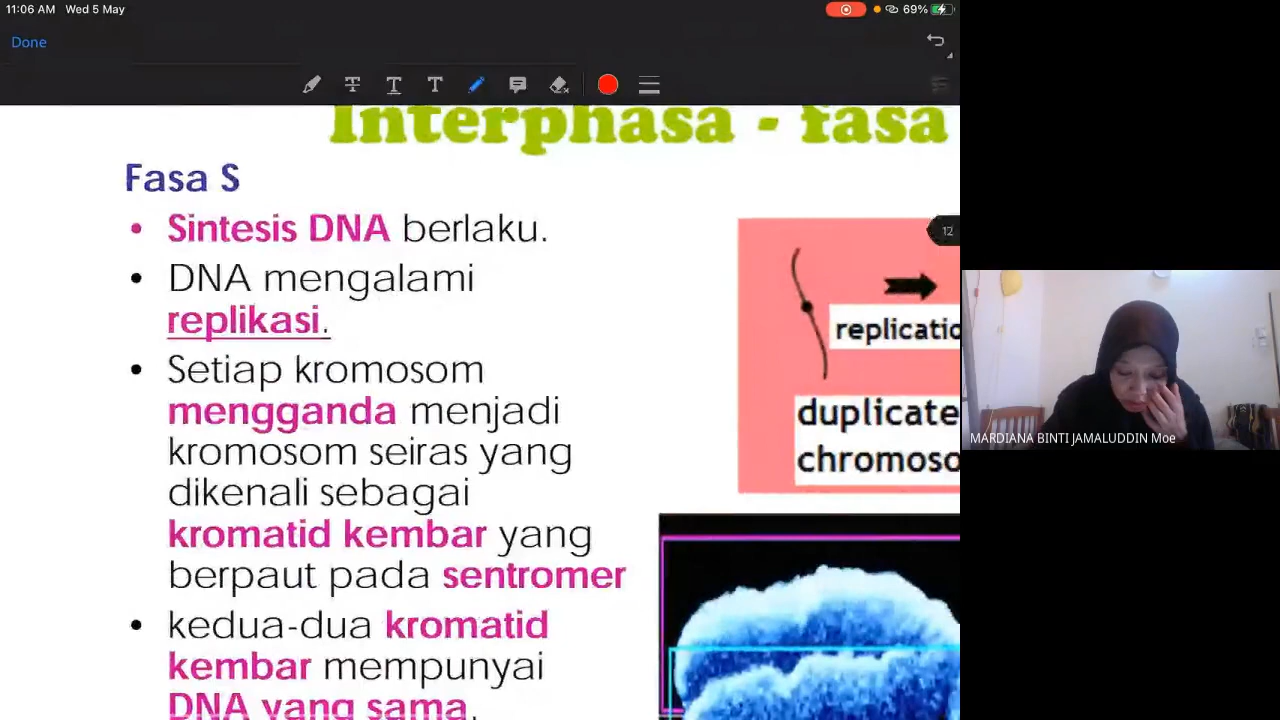 11:06 AM Wed 5 May
69%
Done
T T T
Interphasa - fasa
Fasa S
• Sintesis DNA berlaku.
• DNA mengalami
replikasi.
• Setiap kromosom
mengganda menjadi
kromosom seiras yang
dikenali sebagai
kromatid kembar yang
berpaut pada sentromer
• kedua-dua kromatid
kembar mempunyai
DNA yang sama.
12
replicatio
duplicate
chromoso
MARDIANA BINTI JAMALUDDIN Moe